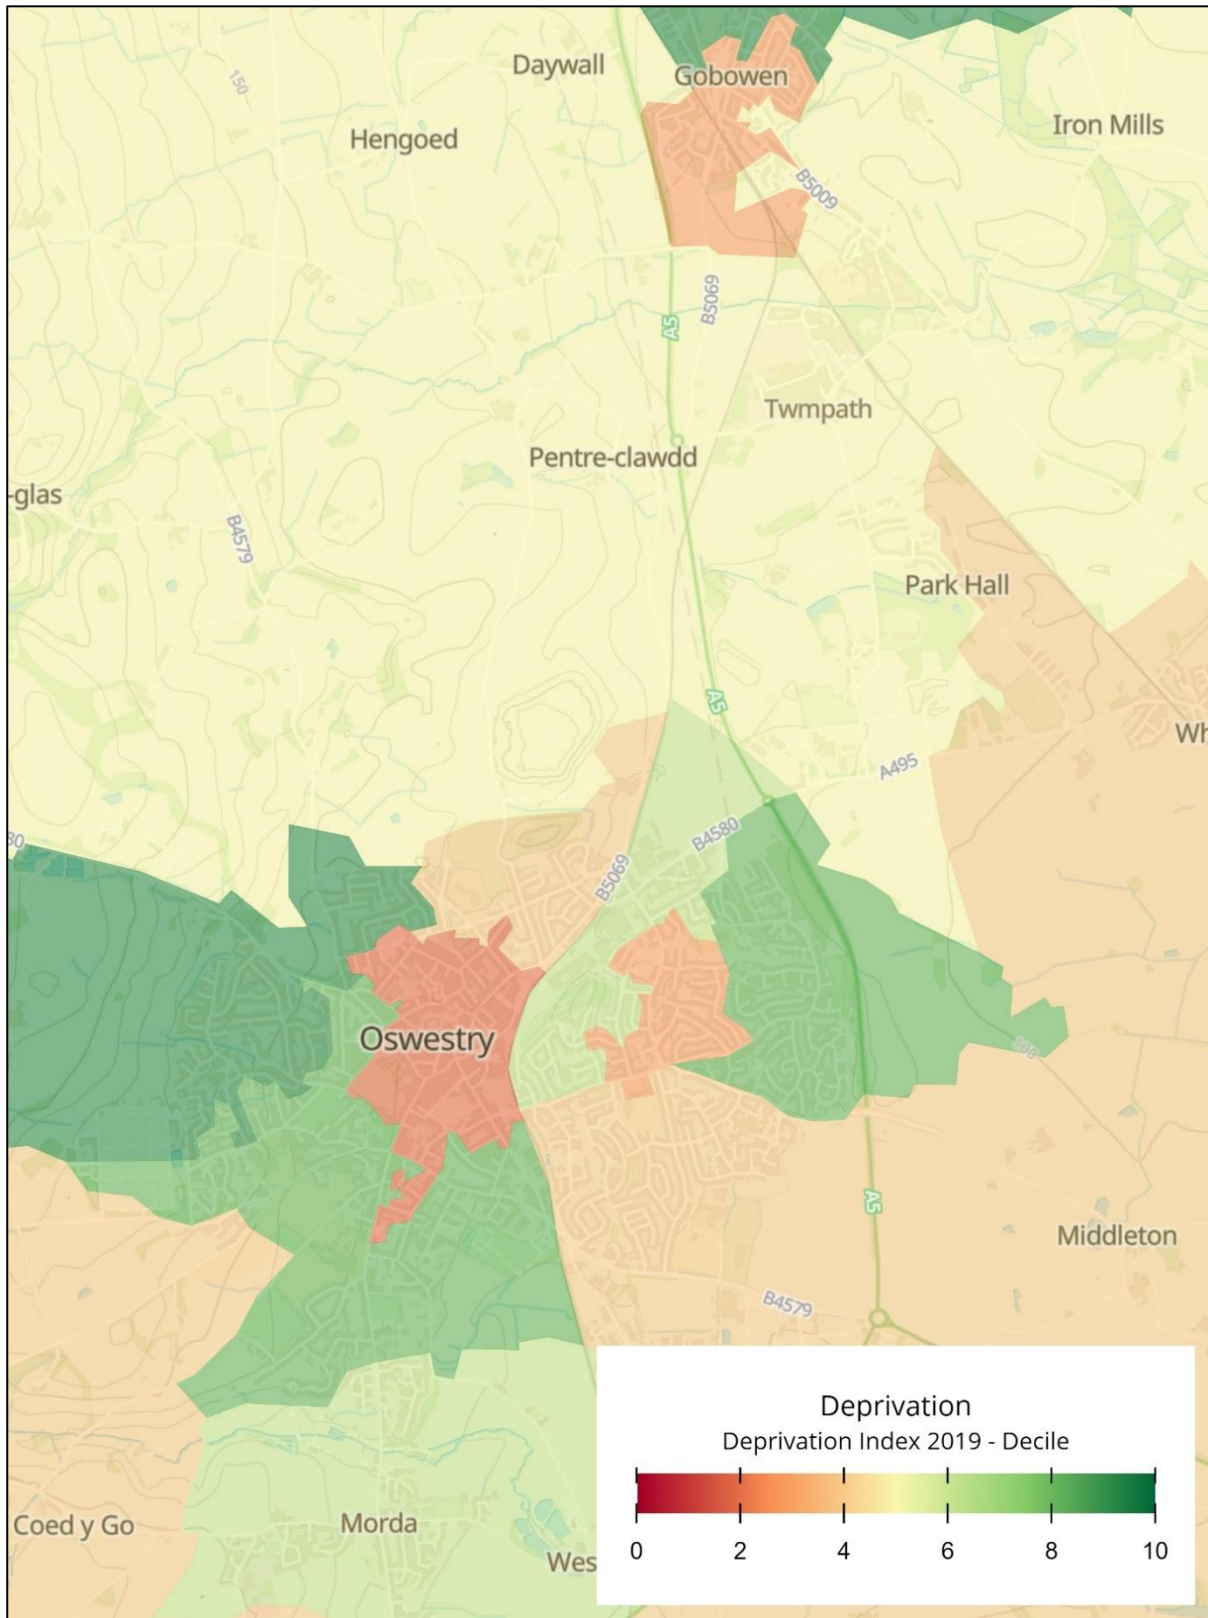 Daywall
Gobowen
150
Hengoed
Iron Mills
B5009
B5069
A5
Twmpath
Pentre-clawdd
-glas
B4579
Park Hall
A5
Wh
A495
B4580
80
B5069
Oswestry
100
A5
Middleton
B4579
Deprivation
Deprivation Index 2019 - Decile
0 2 4 6 8 10
Coed y Go
Morda
Wes